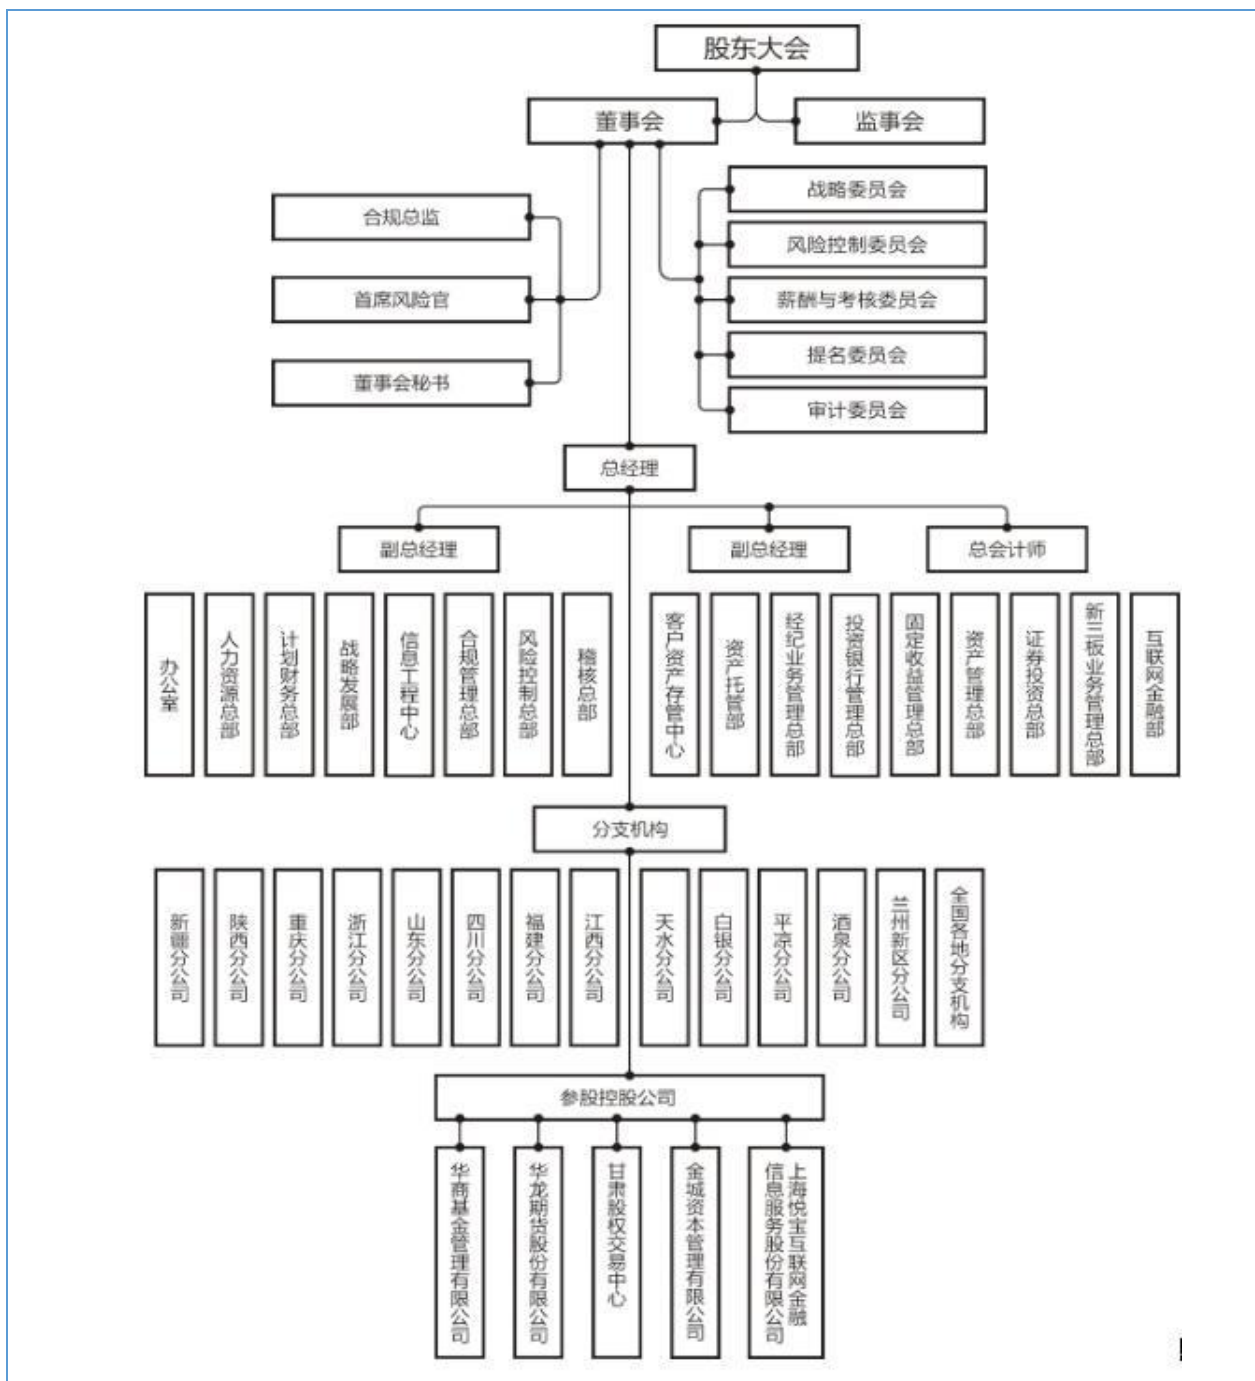 股东大会
董事会
监事会
战略委员会
合规总监
风险控制委员会
首席风险官
薪酬与考核委员会
提名委员会
董事会秘书
审计委员会
总经理
副总经理
副总经理
总会计师
办公室
人力资源总部
计划财务总部
战略发展部
信息工程中心
合规管理总部
风险控制总部
稽核总部
客户资产存管中心
资产托管部
经纪业务管理总部
投资银行管理总部
固定收益管理总部
资产管理总部
证券投资总部
新三板业务管理总部
互联网金融部
分支机构
新疆分公司
陕西分公司
重庆分公司
浙江分公司
山东分公司
四川分公司
福建分公司
江西分公司
天水分公司
白银分公司
平凉分公司
酒泉分公司
兰州新区分公司
全国各地分支机构
参股控股公司
华商基金管理有限公司
华龙期货股份有限公司
甘肃股权交易中心
金城资本管理有限公司
上海悦宝互联网金融
信息服务股份有限公司